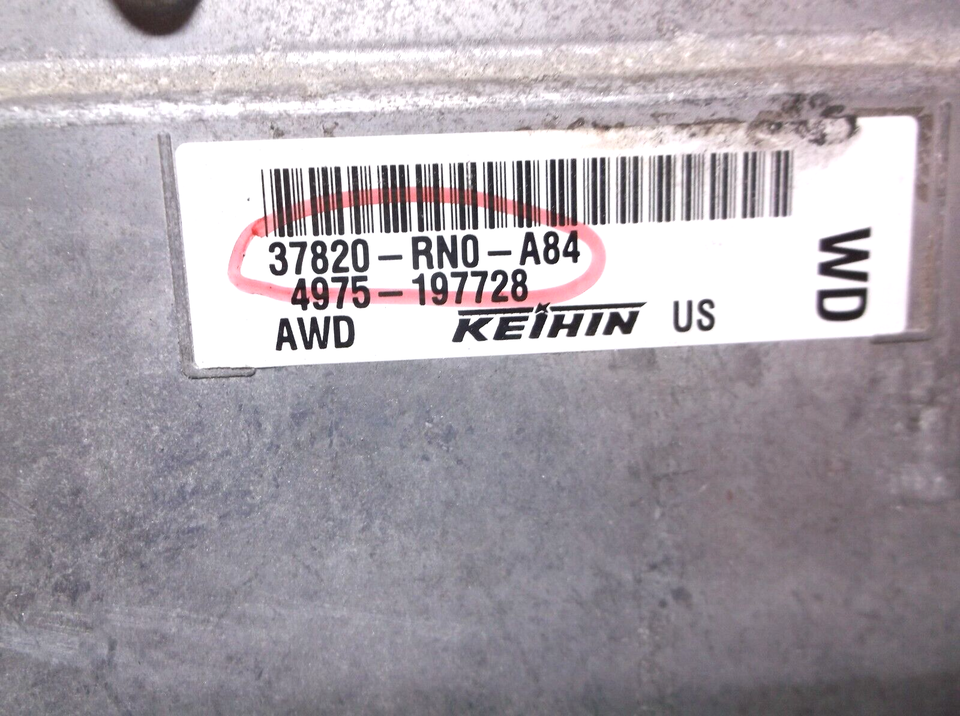 37820-RN0-A84
4975-197728
AWD KEIHIN US
WD